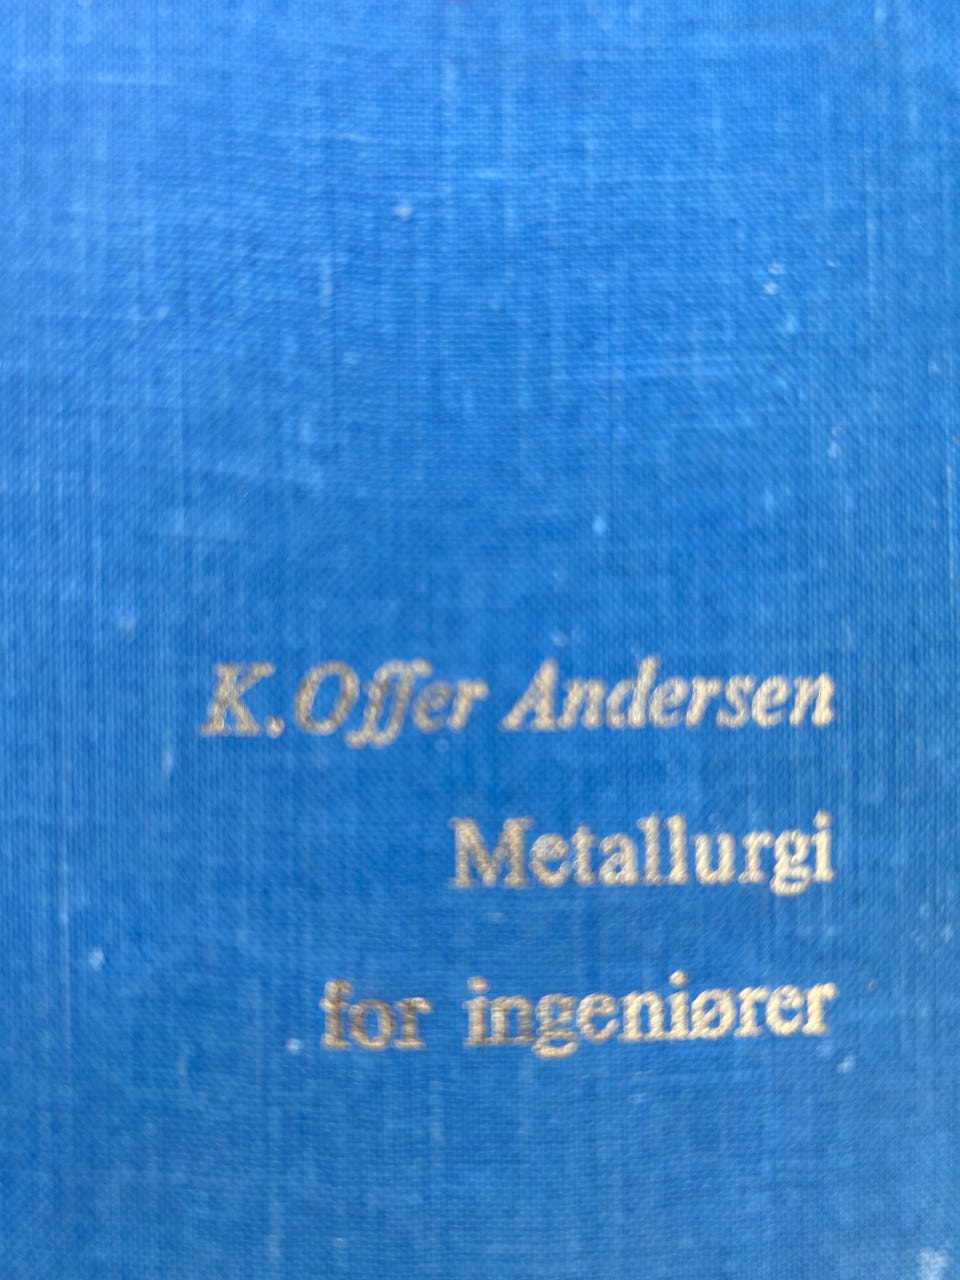 K. Offer Andersen
Metallurgi
for ingeniører